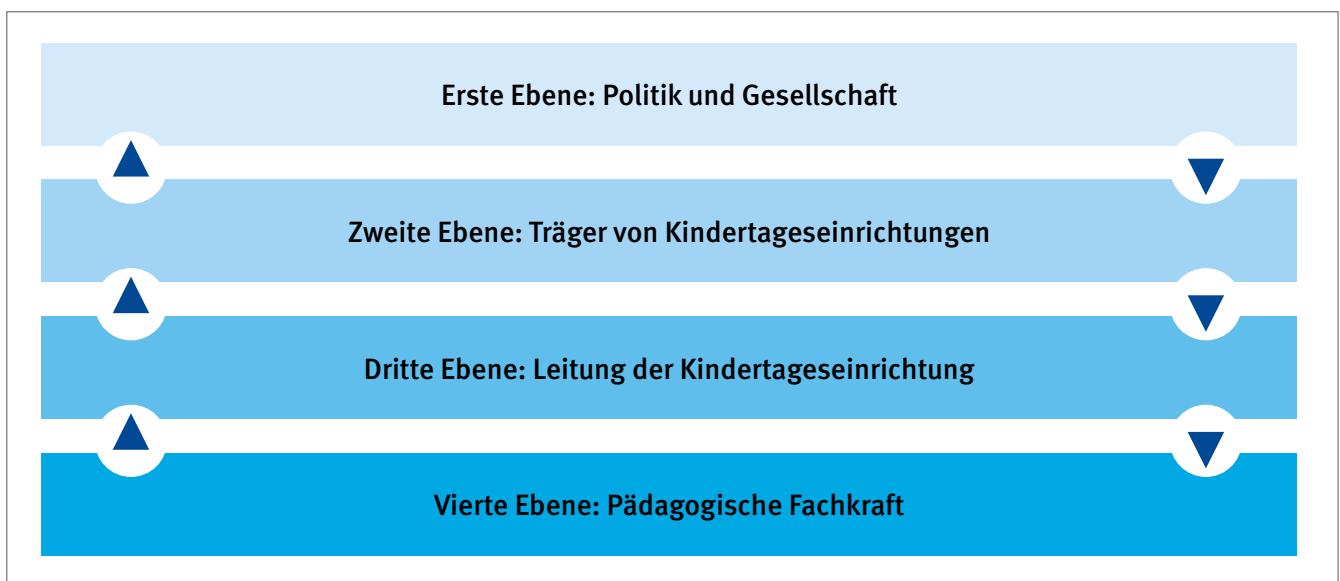 Erste Ebene: Politik und Gesellschaft
Zweite Ebene: Träger von Kindertageseinrichtungen
Dritte Ebene: Leitung der Kindertageseinrichtung
Vierte Ebene: Pädagogische Fachkraft